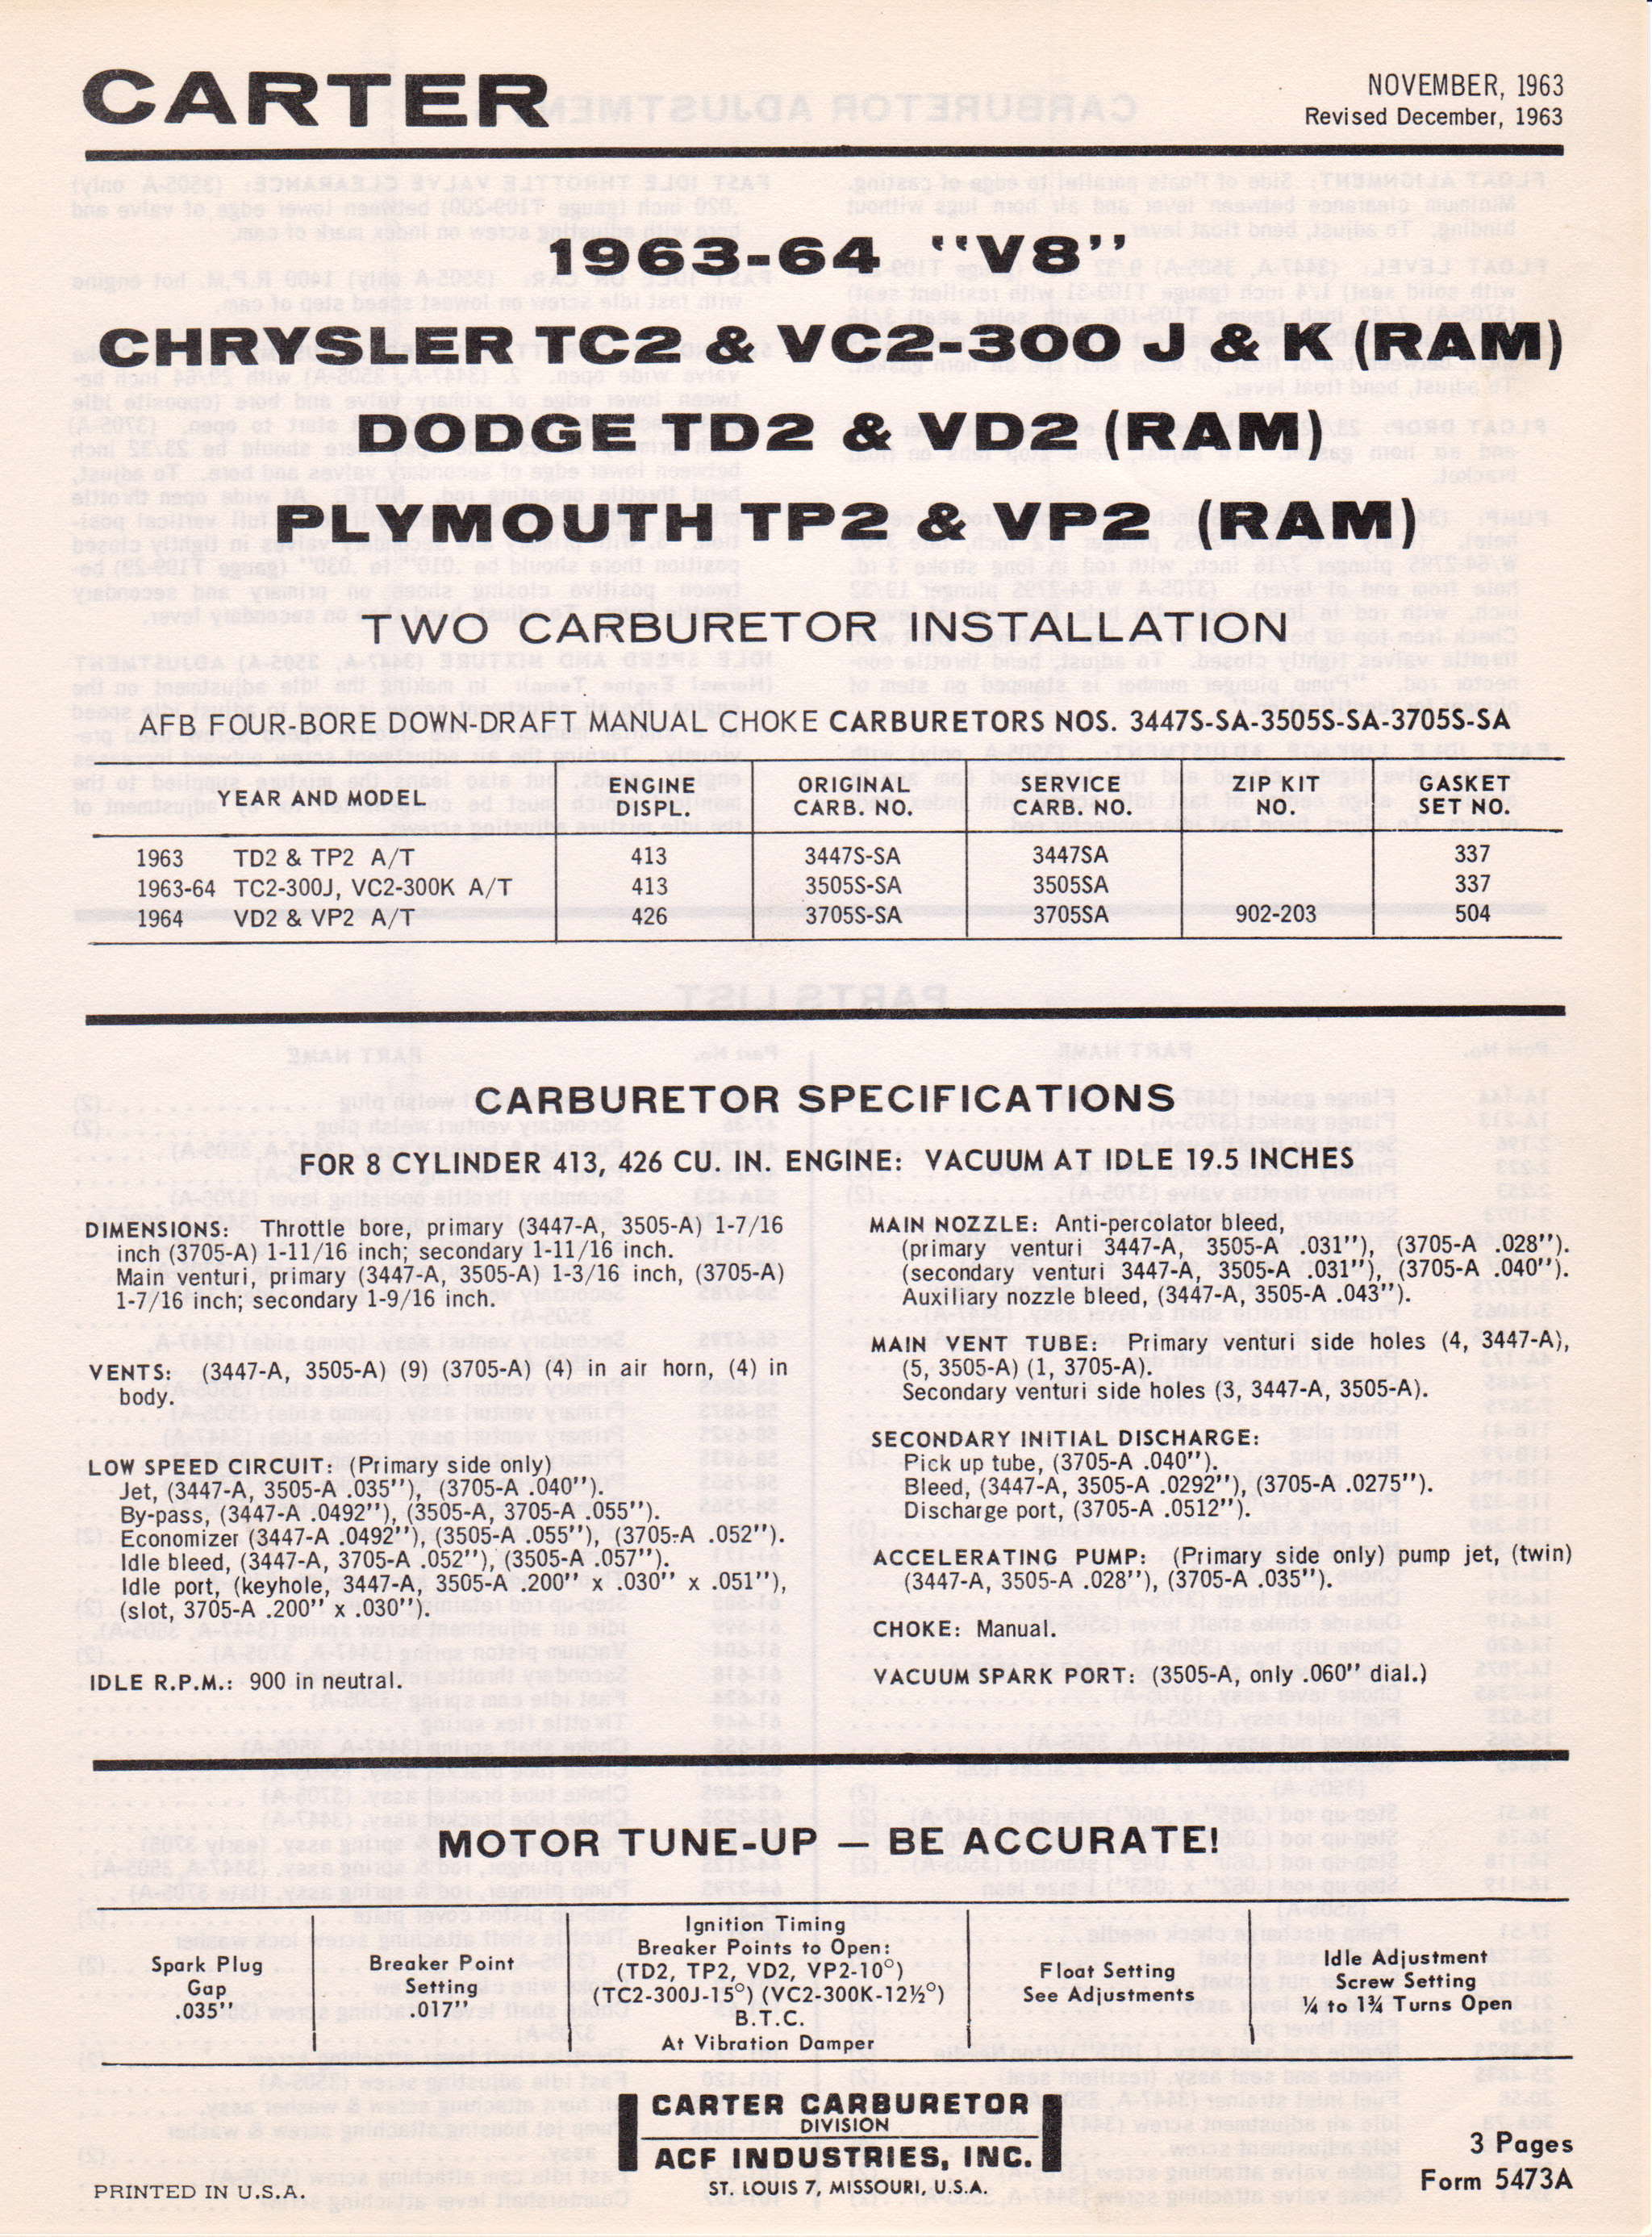 CARTER
NOVEMBER, 1963
Revised December, 1963
1963-64 "V8"
CHRYSLER TC2 & VC2-300 J & K (RAM)
DODGE TD2 & VD2 (RAM)
PLYMOUTH TP2 & VP2 (RAM)
TWO CARBURETOR INSTALLATION
AFB FOUR-BORE DOWN-DRAFT MANUAL CHOKE CARBURETORS NOS. 3447S-SA-3505S-SA-3705S-SA
YEAR AND MODEL ENGINE DISPL. ORIGINAL CARB. NO. SERVICE CARB. NO. ZIP KIT NO. GASKET SET NO.
1963 TD2 & TP2 A/T 413 3447S-SA 3447SA 337
1963-64 TC2-300J, VC2-300K A/T 413 3505S-SA 3505SA 337
1964 VD2 & VP2 A/T 426 3705S-SA 3705SA 902-203 504
CARBURETOR SPECIFICATIONS
FOR 8 CYLINDER 413, 426 CU. IN. ENGINE: VACUUM AT IDLE 19.5 INCHES
DIMENSIONS: Throttle bore, primary (3447-A, 3505-A) 1-7/16
inch (3705-A) 1-11/16 inch; secondary 1-11/16 inch.
Main venturi, primary (3447-A, 3505-A) 1-3/16 inch, (3705-A)
1-7/16 inch; secondary 1-9/16 inch.
VENTS: (3447-A, 3505-A) (9) (3705-A) (4) in air horn, (4) in
body.
LOW SPEED CIRCUIT: (Primary side only)
Jet, (3447-A, 3505-A .035''), (3705-A .040'').
By-pass, (3447-A .0492''), (3505-A, 3705-A .055'').
Economizer (3447-A .0492''), (3505-A .055''), (3705-A .052'').
Idle bleed, (3447-A, 3705-A .052''), (3505-A .057'').
Idle port, (keyhole, 3447-A, 3505-A .200'' x .030'' x .051''),
(slot, 3705-A .200'' x .030'').
IDLE R.P.M.: 900 in neutral.
MAIN NOZZLE: Anti-percolator bleed,
(primary venturi 3447-A, 3505-A .031''), (3705-A .028'').
(secondary venturi 3447-A, 3505-A .031''), (3705-A .040'').
Auxiliary nozzle bleed, (3447-A, 3505-A .043'').
MAIN VENT TUBE: Primary venturi side holes (4, 3447-A),
(5, 3505-A) (1, 3705-A).
Secondary venturi side holes (3, 3447-A, 3505-A).
SECONDARY INITIAL DISCHARGE:
Pick up tube, (3705-A .040'').
Bleed, (3447-A, 3505-A .0292''), (3705-A .0275'').
Discharge port, (3705-A .0512'').
ACCELERATING PUMP: (Primary side only) pump jet, (twin)
(3447-A, 3505-A .028''), (3705-A .035'').
CHOKE: Manual.
VACUUM SPARK PORT: (3505-A, only .060'' dial.)
MOTOR TUNE-UP — BE ACCURATE!
Spark Plug
Gap
.035''
Breaker Point
Setting
.017''
Ignition Timing
Breaker Points to Open:
(TD2, TP2, VD2, VP2-10°)
(TC2-300J-15°) (VC2-300K-12½°)
B.T.C.
At Vibration Damper
Float Setting
See Adjustments
Idle Adjustment
Screw Setting
¼ to 1¾ Turns Open
CARTER CARBURETOR
DIVISION
ACF INDUSTRIES, INC.
ST. LOUIS 7, MISSOURI, U.S.A.
PRINTED IN U.S.A.
3 Pages
Form 5473A